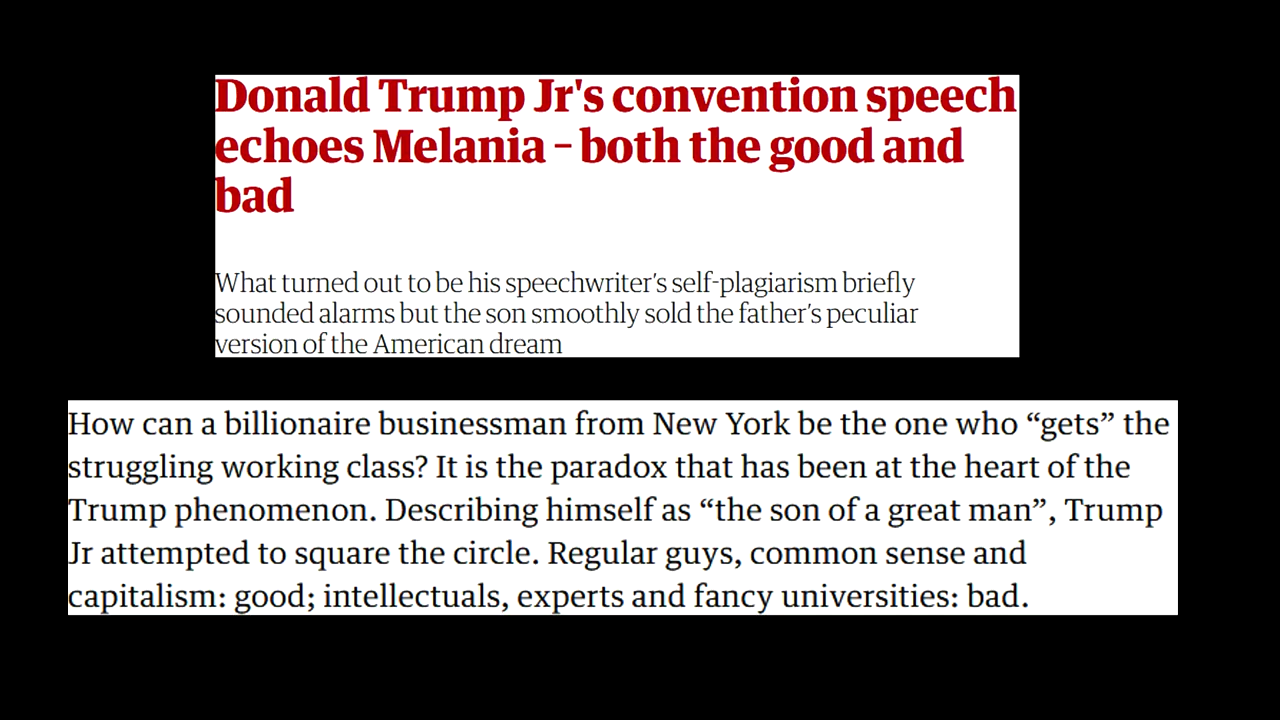 Donald Trump Jr's convention speech
echoes Melania – both the good and
bad
What turned out to be his speechwriter’s self-plagiarism briefly
sounded alarms but the son smoothly sold the father’s peculiar
version of the American dream
How can a billionaire businessman from New York be the one who “gets” the
struggling working class? It is the paradox that has been at the heart of the
Trump phenomenon. Describing himself as “the son of a great man”, Trump
Jr attempted to square the circle. Regular guys, common sense and
capitalism: good; intellectuals, experts and fancy universities: bad.